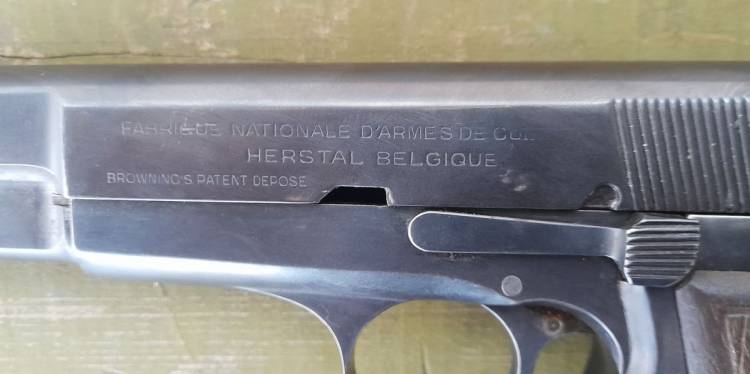 FABRIQUE NATIONALE D'ARMES DE
HERSTAL BELGIQUE
BROWNING'S PATENT DEPOSE